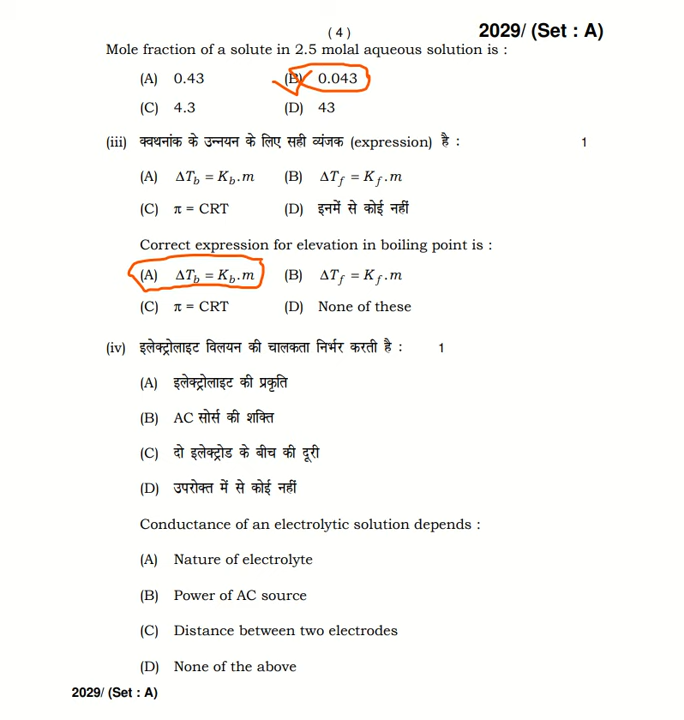 ( 4 ) 2029/ (Set : A)
Mole fraction of a solute in 2.5 molal aqueous solution is :
(A) 0.43 (B) 0.043
(C) 4.3 (D) 43
(iii) क्वथनांक के उन्नयन के लिए सही व्यंजक (expression) है : 1
(A) ΔT_b = K_b.m (B) ΔT_f = K_f.m
(C) π = CRT (D) इनमें से कोई नहीं
Correct expression for elevation in boiling point is :
(A) ΔT_b = K_b.m (B) ΔT_f = K_f.m
(C) π = CRT (D) None of these
(iv) इलेक्ट्रोलाइट विलयन की चालकता निर्भर करती है : 1
(A) इलेक्ट्रोलाइट की प्रकृति
(B) AC सोर्स की शक्ति
(C) दो इलेक्ट्रोड के बीच की दूरी
(D) उपरोक्त में से कोई नहीं
Conductance of an electrolytic solution depends :
(A) Nature of electrolyte
(B) Power of AC source
(C) Distance between two electrodes
(D) None of the above
2029/ (Set : A)